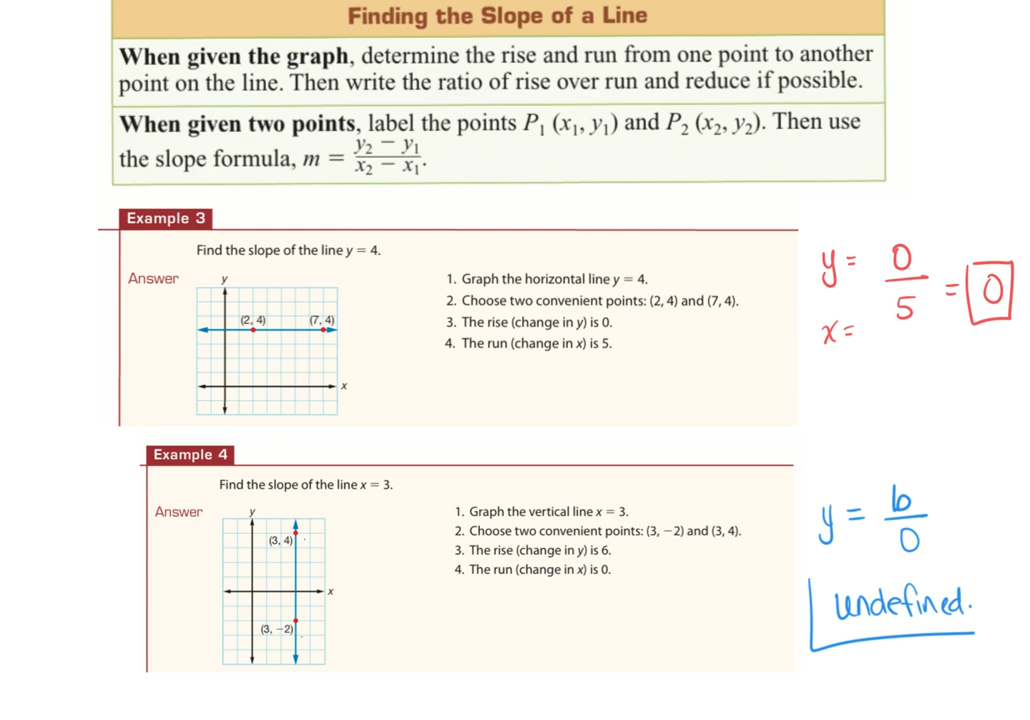 Finding the Slope of a Line
When given the graph, determine the rise and run from one point to another
point on the line. Then write the ratio of rise over run and reduce if possible.
When given two points, label the points P₁ (x₁, y₁) and P₂ (x₂, y₂). Then use
the slope formula, m = (y₂ − y₁)/(x₂ − x₁).
Example 3
Find the slope of the line y = 4.
Answer
y
(2, 4) (7, 4)
x
1. Graph the horizontal line y = 4.
2. Choose two convenient points: (2, 4) and (7, 4).
3. The rise (change in y) is 0.
4. The run (change in x) is 5.
y = 0/5 = 0
x =
Example 4
Find the slope of the line x = 3.
Answer
y
(3, 4)
x
(3, −2)
1. Graph the vertical line x = 3.
2. Choose two convenient points: (3, −2) and (3, 4).
3. The rise (change in y) is 6.
4. The run (change in x) is 0.
y = 6/0
undefined.